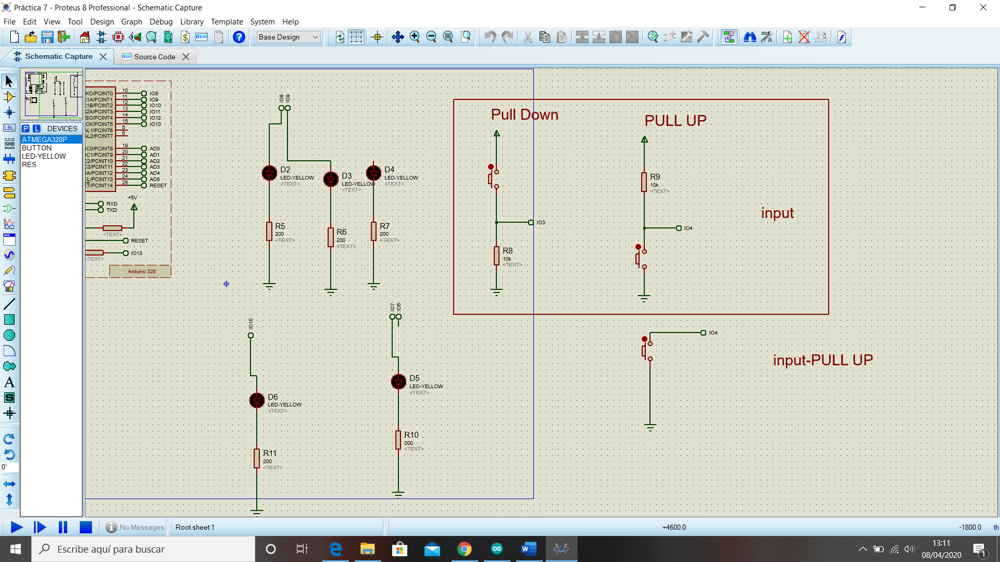 Práctica 7 - Proteus 8 Professional - Schematic Capture
File Edit View Tool Design Graph Debug Library Template System Help
Base Design
Schematic Capture
Source Code
P L DEVICES
ATMEGA328P
BUTTON
LED-YELLOW
RES
LBL
A
S
0°
KO/PCINT0 10 IO8
1A/PCINT1 11 IO9
1B/PCINT2 12 IO10
2A/PCINT3 13 IO11
SO/PCINT4 14 IO12
CK/PCINT5 15 IO13
AL1/PCINT6 5
AL2/PCINT7 6
C0/PCINT8 19 AD0
C1/PCINT9 20 AD1
C2/PCINT10 21 AD2
C3/PCINT11 22 AD3
A/PCINT12 23 AD4
CL/PCINT13 24 AD5
ET/PCINT14 25 RESET
+5V
RXD
TXD
<TEXT>
RESET
IO13
<TEXT>
Arduino 328
IO8
IO9
D2
LED-YELLOW
<TEXT>
D3
LED-YELLOW
<TEXT>
D4
LED-YELLOW
<TEXT>
R5
200
<TEXT>
R6
200
<TEXT>
R7
200
<TEXT>
Pull Down
IO3
R8
10k
<TEXT>
PULL UP
R9
10k
<TEXT>
IO4
input
IO10
D6
LED-YELLOW
<TEXT>
R11
200
<TEXT>
IO7
IO6
D5
LED-YELLOW
<TEXT>
R10
200
<TEXT>
IO4
input-PULL UP
No Messages
Root sheet 1
+4600.0
-1800.0
th
Escribe aquí para buscar
13:11
08/04/2020
1